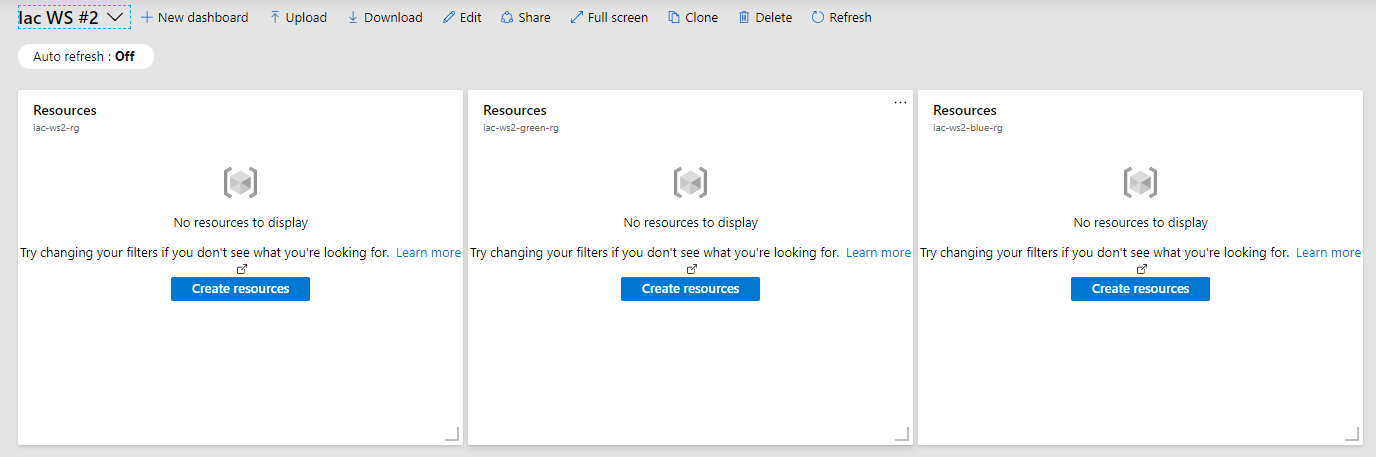 Iac WS #2 New dashboard Upload Download Edit Share Full screen Clone Delete Refresh
Auto refresh : Off
Resources
iac-ws2-rg
No resources to display
Try changing your filters if you don't see what you're looking for. Learn more
Create resources
...
Resources
iac-ws2-green-rg
No resources to display
Try changing your filters if you don't see what you're looking for. Learn more
Create resources
Resources
iac-ws2-blue-rg
No resources to display
Try changing your filters if you don't see what you're looking for. Learn more
Create resources